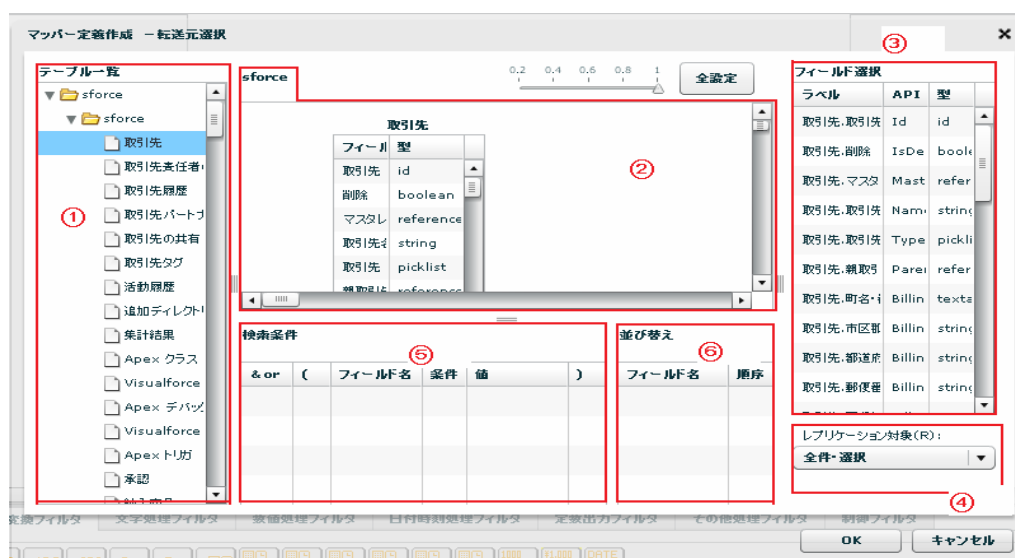 マッパー定義作成 －転送元選択
③
テーブル一覧
sforce
sforce
取引先
取引先責任者
取引先履歴
取引先パートナ
取引先の共有
取引先タグ
活動履歴
追加ディレクトリ
集計結果
Apex クラス
Visualforce
Apex デバッグ
Visualforce
Apex トリガ
承認
①
sforce
0.2 0.4 0.6 0.8 1
全設定
取引先
フィール 型
取引先 id
削除 boolean
マスタレ reference
取引先名 string
取引先 picklist
親取引先 reference
②
フィールド選択
ラベル API 型
取引先.取引先 Id id
取引先.削除 IsDe boole
取引先.マスタ Mast refer
取引先.取引先 Nam string
取引先.取引先 Type pickli
取引先.親取引 Parei refer
取引先.町名・ Billin texta
取引先.市区郡 Billin string
取引先.都道府 Billin string
取引先.郵便番 Billin string
検索条件
⑤
& or ( フィールド名 条件 値 )
並び替え
⑥
フィールド名 順序
レプリケーション対象(R):
全件・選択
④
変換フィルタ 文字処理フィルタ 数値処理フィルタ 日付時刻処理フィルタ 定数出力フィルタ その他処理フィルタ 制御フィルタ
OK キャンセル